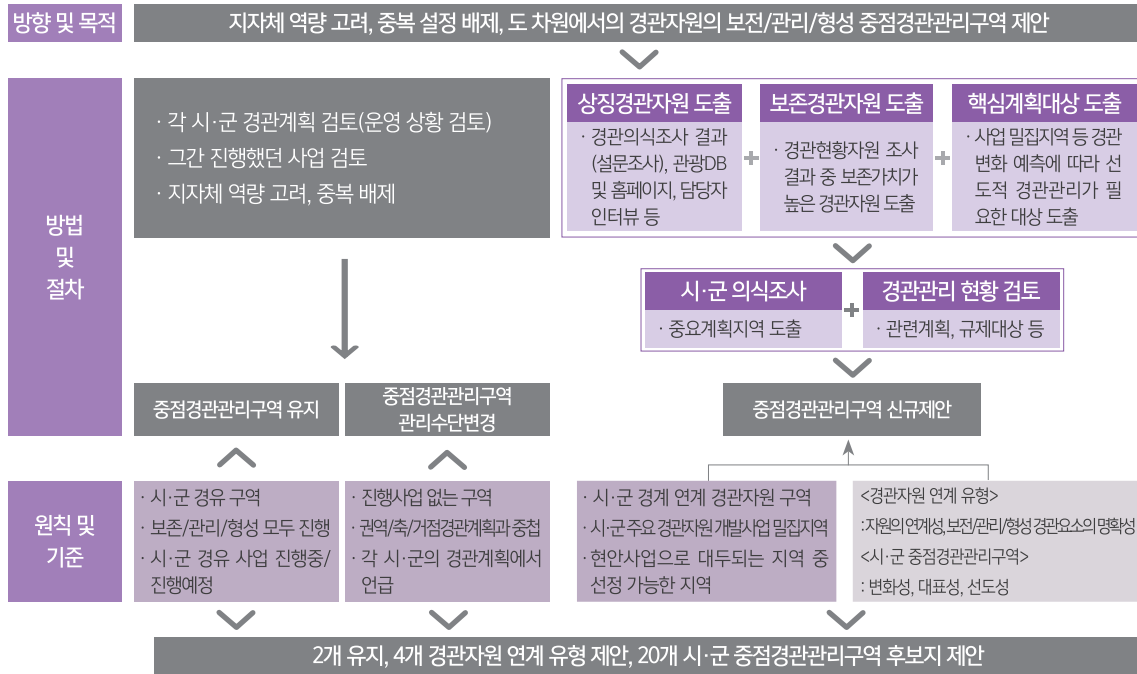 방향 및 목적
지자체 역량 고려, 중복 설정 배제, 도 차원에서의 경관자원의 보전/관리/형성 중점경관관리구역 제안
방법
및
절차
· 각 시·군 경관계획 검토(운영 상황 검토)
· 그간 진행했던 사업 검토
· 지자체 역량 고려, 중복 배제
상징경관자원 도출
· 경관의식조사 결과
(설문조사), 관광DB
및 홈페이지, 담당자
인터뷰 등
+
보존경관자원 도출
· 경관현황자원 조사
결과 중 보존가치가
높은 경관자원 도출
+
핵심계획대상 도출
· 사업 밀집지역 등 경관
변화 예측에 따라 선
도적 경관관리가 필
요한 대상 도출
시·군 의식조사
· 중요계획지역 도출
+
경관관리 현황 검토
· 관련계획, 규제대상 등
중점경관관리구역 유지
중점경관관리구역
관리수단변경
중점경관관리구역 신규제안
원칙 및
기준
· 시·군 경유 구역
· 보존/관리/형성 모두 진행
· 시·군 경유 사업 진행중/
진행예정
· 진행사업 없는 구역
· 권역/축/거점경관계획과 중첩
· 각 시·군의 경관계획에서
언급
· 시·군 경계 연계 경관자원 구역
· 시·군 주요 경관자원 개발사업 밀집지역
· 현안사업으로 대두되는 지역 중
선정 가능한 지역
<경관자원 연계 유형>
:자원의 연계성, 보전/관리/형성 경관요소의 명확성
<시·군 중점경관관리구역>
: 변화성, 대표성, 선도성
2개 유지, 4개 경관자원 연계 유형 제안, 20개 시·군 중점경관관리구역 후보지 제안